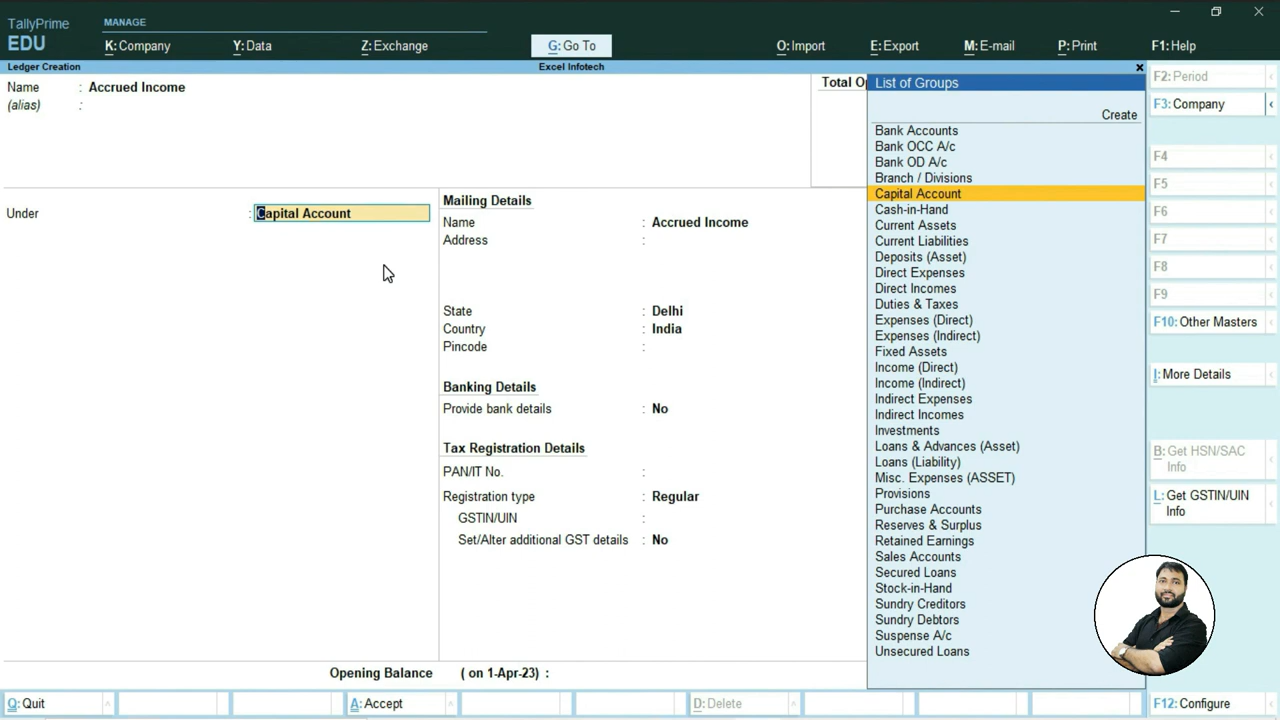 TallyPrime
EDU
MANAGE
K: Company
Y: Data
Z: Exchange
G: Go To
O: Import
E: Export
M: E-mail
P: Print
F1: Help
Ledger Creation
Excel Infotech
Name : Accrued Income
(alias) :
Total Op
Under : Capital Account
Mailing Details
Name : Accrued Income
Address :
State : Delhi
Country : India
Pincode :
Banking Details
Provide bank details : No
Tax Registration Details
PAN/IT No. :
Registration type : Regular
GSTIN/UIN :
Set/Alter additional GST details : No
Opening Balance ( on 1-Apr-23) :
List of Groups
Create
Bank Accounts
Bank OCC A/c
Bank OD A/c
Branch / Divisions
Capital Account
Cash-in-Hand
Current Assets
Current Liabilities
Deposits (Asset)
Direct Expenses
Direct Incomes
Duties & Taxes
Expenses (Direct)
Expenses (Indirect)
Fixed Assets
Income (Direct)
Income (Indirect)
Indirect Expenses
Indirect Incomes
Investments
Loans & Advances (Asset)
Loans (Liability)
Misc. Expenses (ASSET)
Provisions
Purchase Accounts
Reserves & Surplus
Retained Earnings
Sales Accounts
Secured Loans
Stock-in-Hand
Sundry Creditors
Sundry Debtors
Suspense A/c
Unsecured Loans
F2: Period
F3: Company
F4
F5
F6
F7
F8
F9
F10: Other Masters
I: More Details
B: Get HSN/SAC
Info
L: Get GSTIN/UIN
Info
Q: Quit
A: Accept
D: Delete
F12: Configure